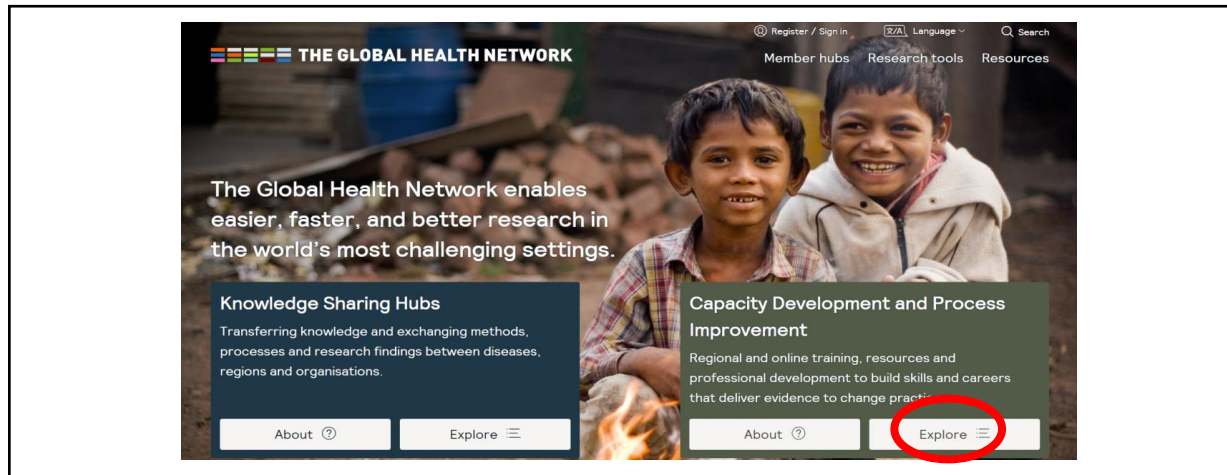 Register / Sign in
Language
Search
THE GLOBAL HEALTH NETWORK
Member hubs Research tools Resources
The Global Health Network enables
easier, faster, and better research in
the world's most challenging settings.
Knowledge Sharing Hubs
Transferring knowledge and exchanging methods,
processes and research findings between diseases,
regions and organisations.
About ?
Explore
Capacity Development and Process
Improvement
Regional and online training, resources and
professional development to build skills and careers
that deliver evidence to change
About ?
Explore